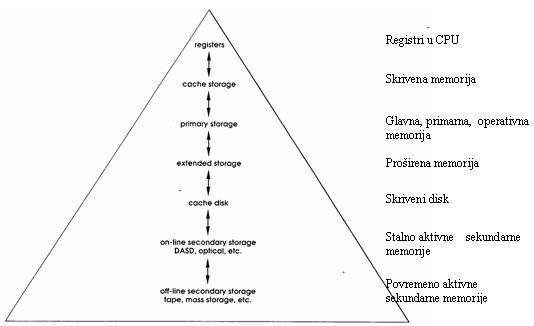 registers
Registri u CPU
cache storage
Skrivena memorija
primary storage
Glavna, primarna, operativna
memorija
extended storage
Proširena memorija
cache disk
Skriveni disk
on-line secondary storage
DASD, optical, etc.
Stalno aktivne sekundarne
memorije
off-line secondary storage
tape, mass storage, etc.
Povremeno aktivne
sekundarne memorije